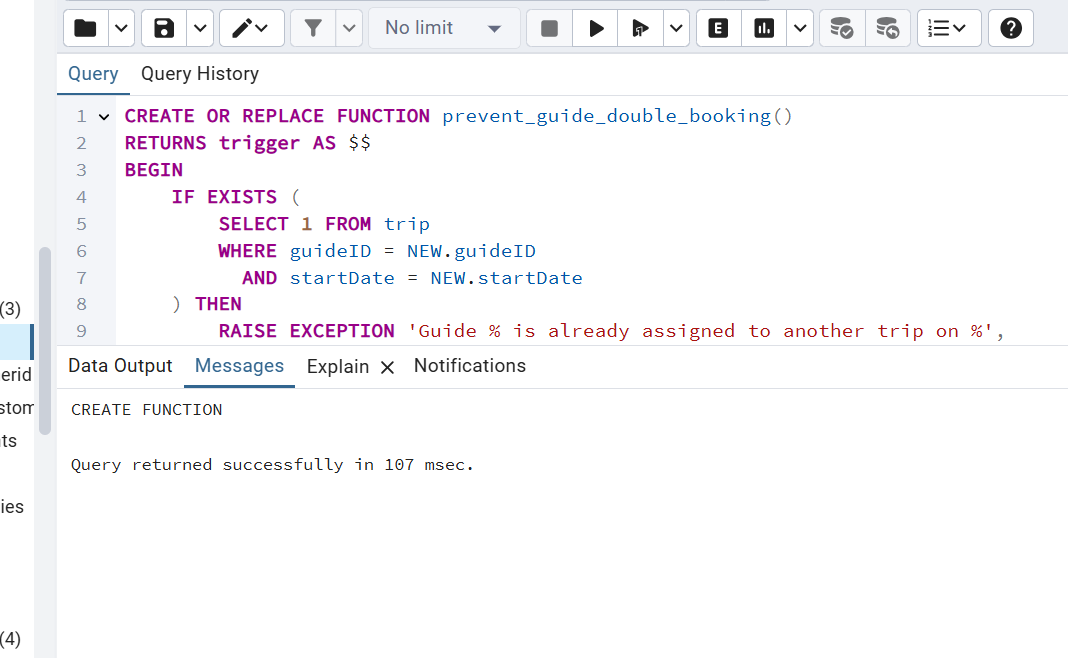 No limit
E
Query Query History
1 CREATE OR REPLACE FUNCTION prevent_guide_double_booking()
2 RETURNS trigger AS $$
3 BEGIN
4 IF EXISTS (
5 SELECT 1 FROM trip
6 WHERE guideID = NEW.guideID
7 AND startDate = NEW.startDate
8 ) THEN
9 RAISE EXCEPTION 'Guide % is already assigned to another trip on %',
(3)
erid
stom
ts
ies
(4)
Data Output Messages Explain Notifications
CREATE FUNCTION
Query returned successfully in 107 msec.